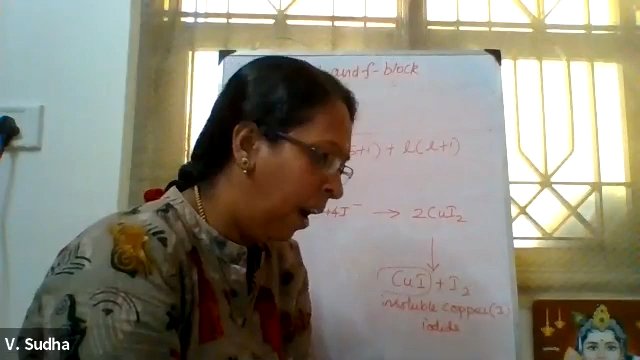 and f-block
+1) + l(l+1)
+4I⁻ → 2CuI₂
↓
CuI + I₂
insoluble copper(I)
iodide
V. Sudha